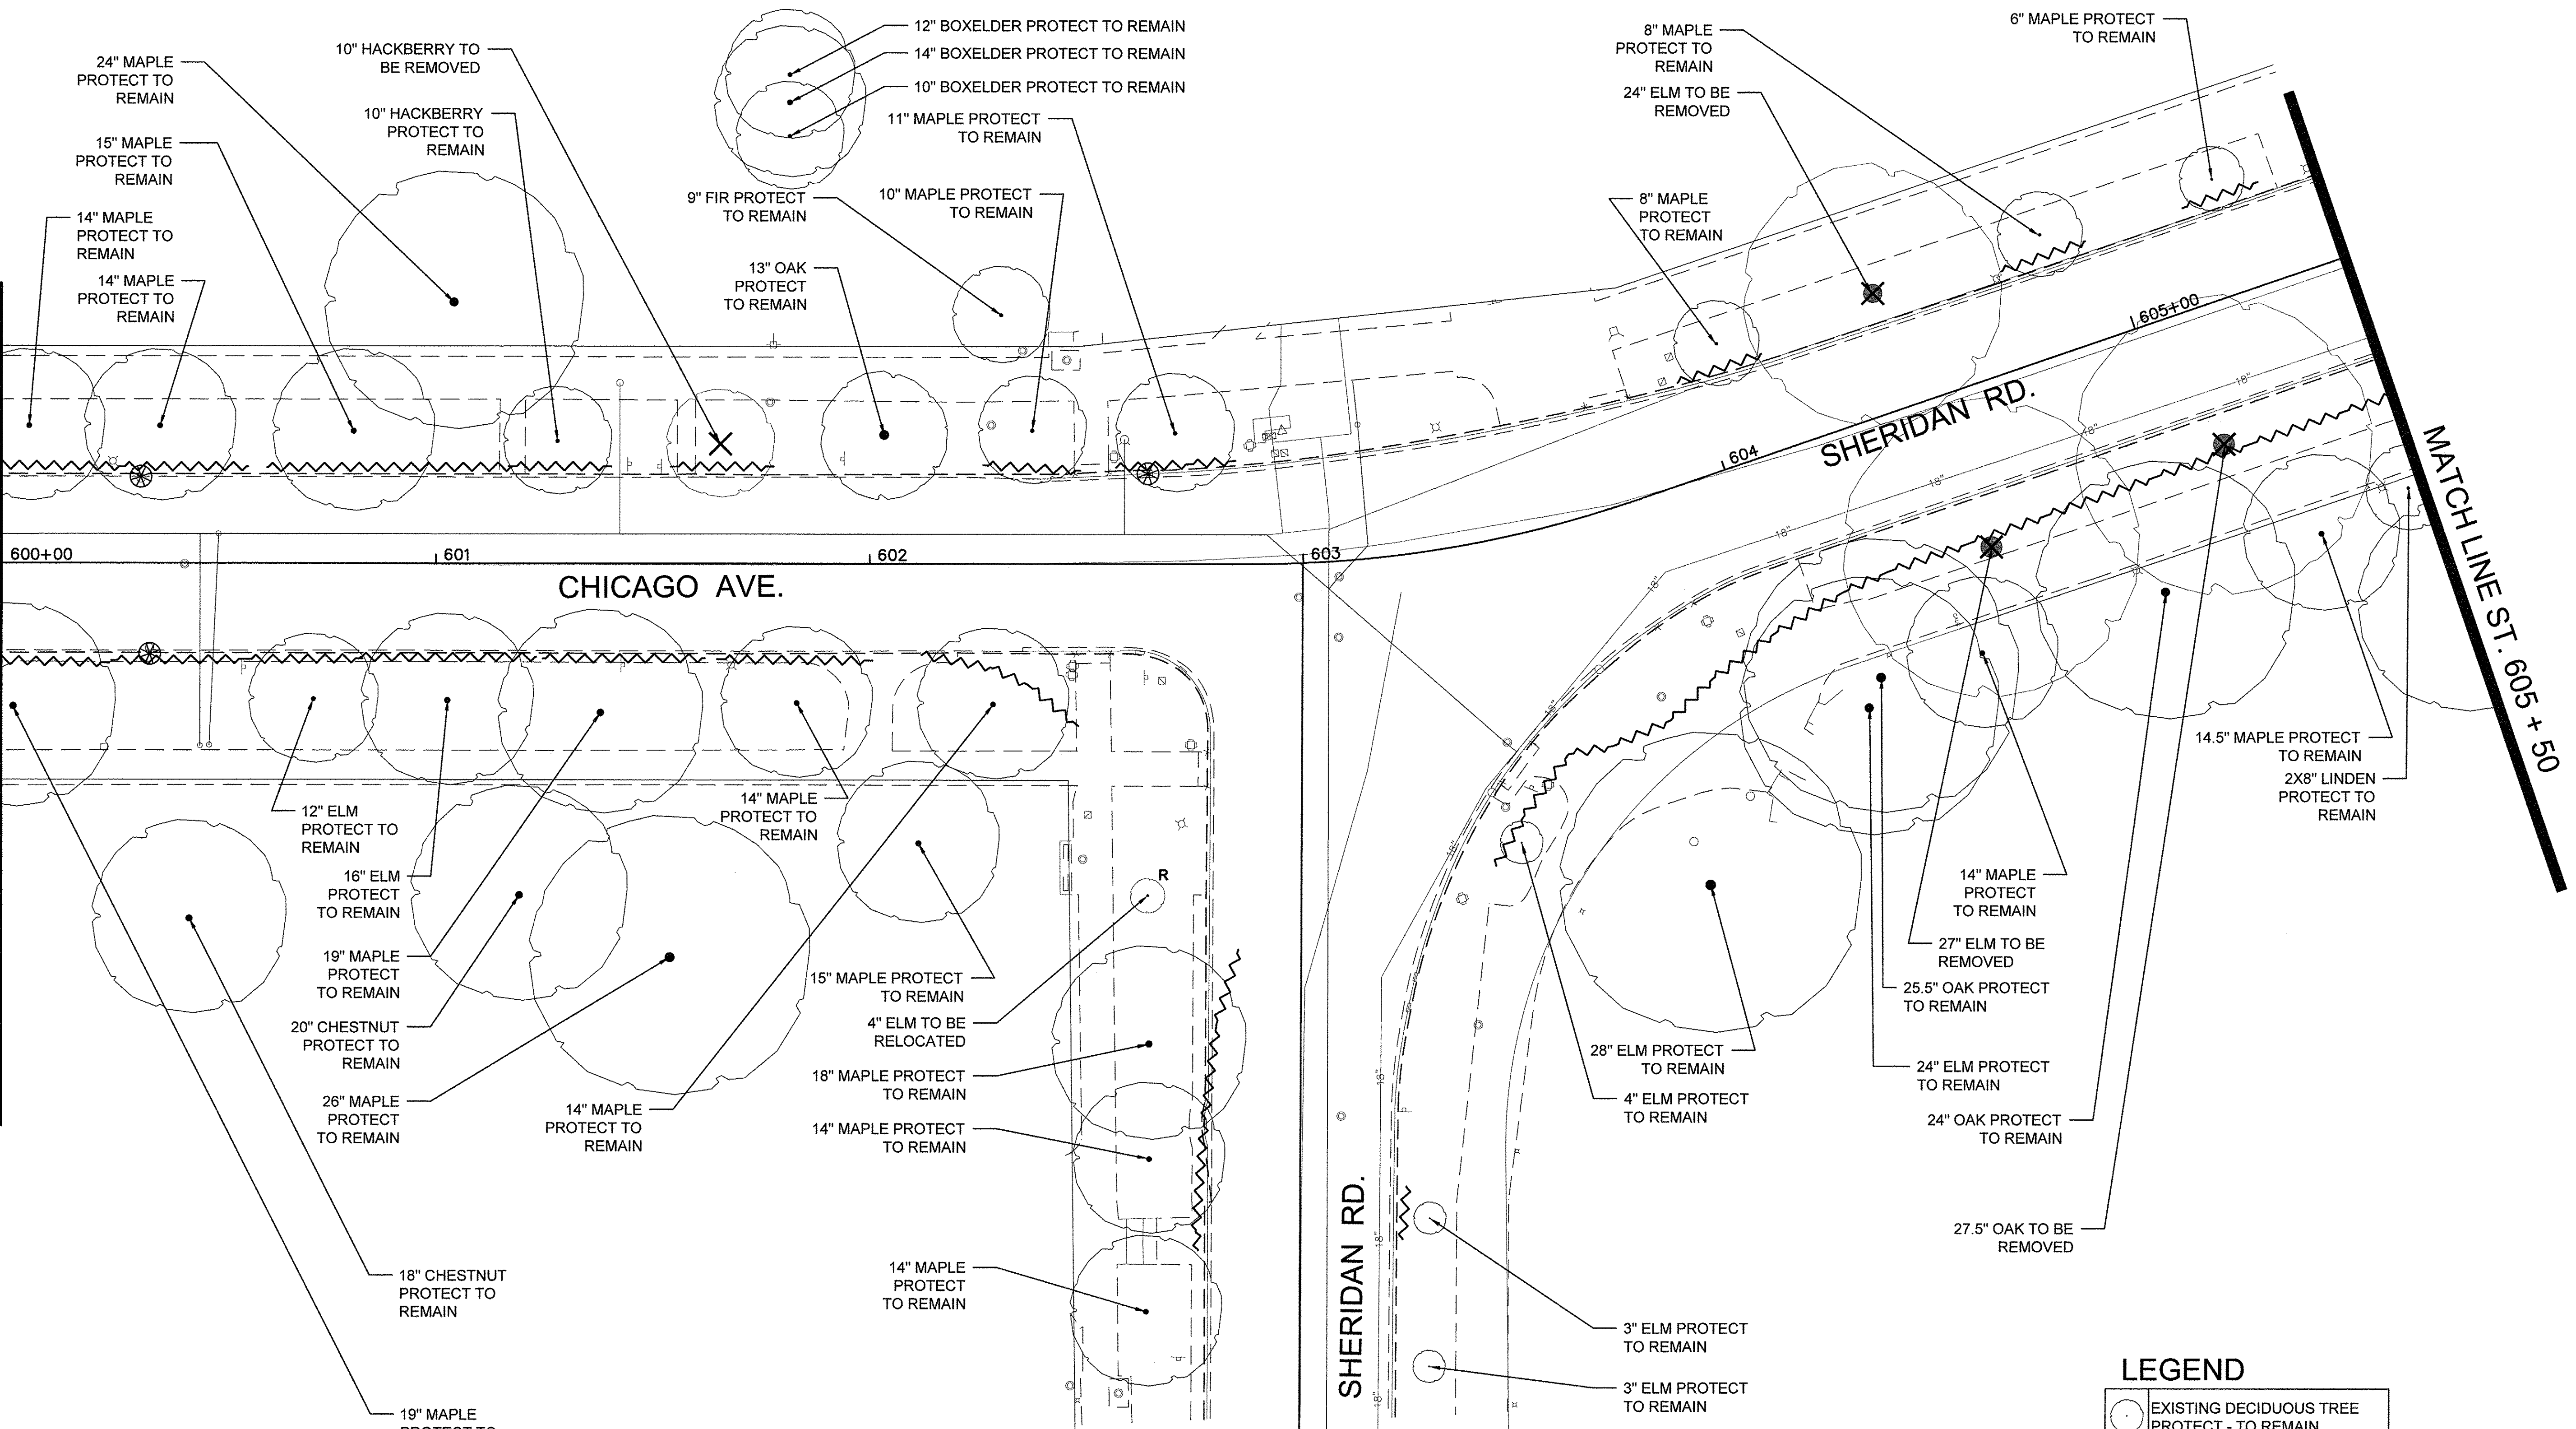 24" MAPLE
PROTECT TO
REMAIN
15" MAPLE
PROTECT TO
REMAIN
14" MAPLE
PROTECT TO
REMAIN
14" MAPLE
PROTECT TO
REMAIN
10" HACKBERRY TO
BE REMOVED
10" HACKBERRY
PROTECT TO
REMAIN
12" BOXELDER PROTECT TO REMAIN
14" BOXELDER PROTECT TO REMAIN
10" BOXELDER PROTECT TO REMAIN
11" MAPLE PROTECT
TO REMAIN
9" FIR PROTECT
TO REMAIN
10" MAPLE PROTECT
TO REMAIN
13" OAK
PROTECT
TO REMAIN
8" MAPLE
PROTECT TO
REMAIN
24" ELM TO BE
REMOVED
8" MAPLE
PROTECT
TO REMAIN
6" MAPLE PROTECT
TO REMAIN
605+00
604
SHERIDAN RD.
18"
18"
18"
18"
18"
18"
18"
18"
18"
18"
600+00
601
602
603
CHICAGO AVE.
MATCH LINE ST. 605 + 50
12" ELM
PROTECT TO
REMAIN
16" ELM
PROTECT
TO REMAIN
19" MAPLE
PROTECT
TO REMAIN
20" CHESTNUT
PROTECT TO
REMAIN
26" MAPLE
PROTECT
TO REMAIN
14" MAPLE
PROTECT TO
REMAIN
14" MAPLE
PROTECT TO
REMAIN
R
15" MAPLE PROTECT
TO REMAIN
4" ELM TO BE
RELOCATED
18" MAPLE PROTECT
TO REMAIN
14" MAPLE PROTECT
TO REMAIN
14" MAPLE
PROTECT
TO REMAIN
18" CHESTNUT
PROTECT TO
REMAIN
19" MAPLE
PROTECT TO
SHERIDAN RD.
14.5" MAPLE PROTECT
TO REMAIN
2X8" LINDEN
PROTECT TO
REMAIN
14" MAPLE
PROTECT
TO REMAIN
27" ELM TO BE
REMOVED
25.5" OAK PROTECT
TO REMAIN
28" ELM PROTECT
TO REMAIN
24" ELM PROTECT
TO REMAIN
4" ELM PROTECT
TO REMAIN
24" OAK PROTECT
TO REMAIN
27.5" OAK TO BE
REMOVED
3" ELM PROTECT
TO REMAIN
3" ELM PROTECT
TO REMAIN
LEGEND
EXISTING DECIDUOUS TREE
PROTECT - TO REMAIN